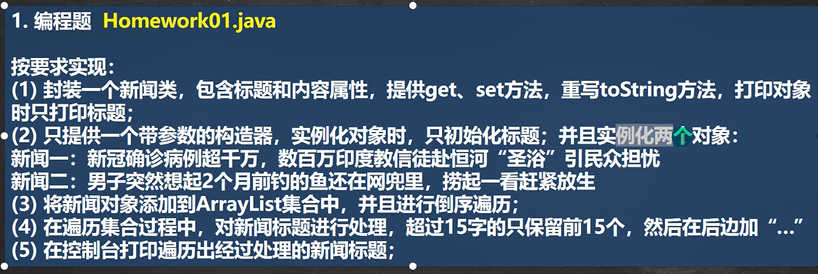 1. 编程题 Homework01.java
按要求实现：
(1) 封装一个新闻类，包含标题和内容属性，提供get、set方法，重写toString方法，打印对象
时只打印标题；
(2) 只提供一个带参数的构造器，实例化对象时，只初始化标题；并且实例化两个对象：
新闻一：新冠确诊病例超千万，数百万印度教信徒赴恒河“圣浴”引民众担忧
新闻二：男子突然想起2个月前钓的鱼还在网兜里，捞起一看赶紧放生
(3) 将新闻对象添加到ArrayList集合中，并且进行倒序遍历；
(4) 在遍历集合过程中，对新闻标题进行处理，超过15字的只保留前15个，然后在后边加“...”
(5) 在控制台打印遍历出经过处理的新闻标题；